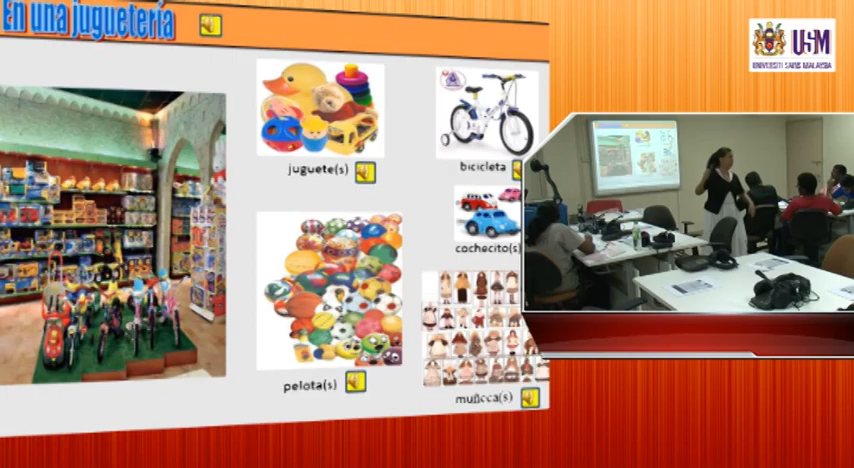 En una juguetería
USM
UNIVERSITI SAINS MALAYSIA
juguete(s)
bicicleta
cochecito(s)
pelota(s)
muñeca(s)